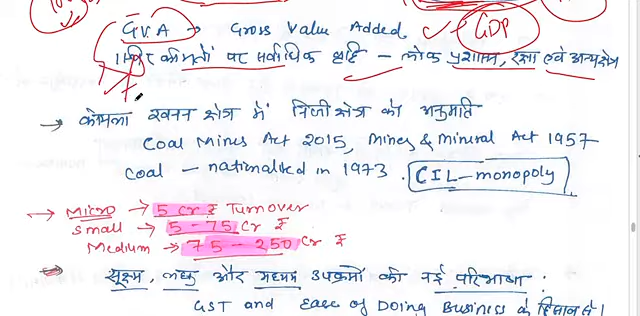 GVA → Gross Value Added. GDP
स्थिर कीमतों पर सर्वाधिक वृद्धि - लोक प्रशासन, रक्षा एवं अन्य क्षेत्र
→ कोयला खनन क्षेत्र में निजी क्षेत्र को अनुमति
Coal Mines Act 2015, Mines & Mineral Act 1957
Coal - nationalised in 1973. CIL-monopoly
→ Micro → 5 Cr ₹ Turnover
Small → 5-75 Cr ₹
Medium → 75-250 Cr ₹
→ सूक्ष्म, लघु और मध्यम उपक्रमों की नई परिभाषा:
GST and Ease of Doing Business के हिसाब से।